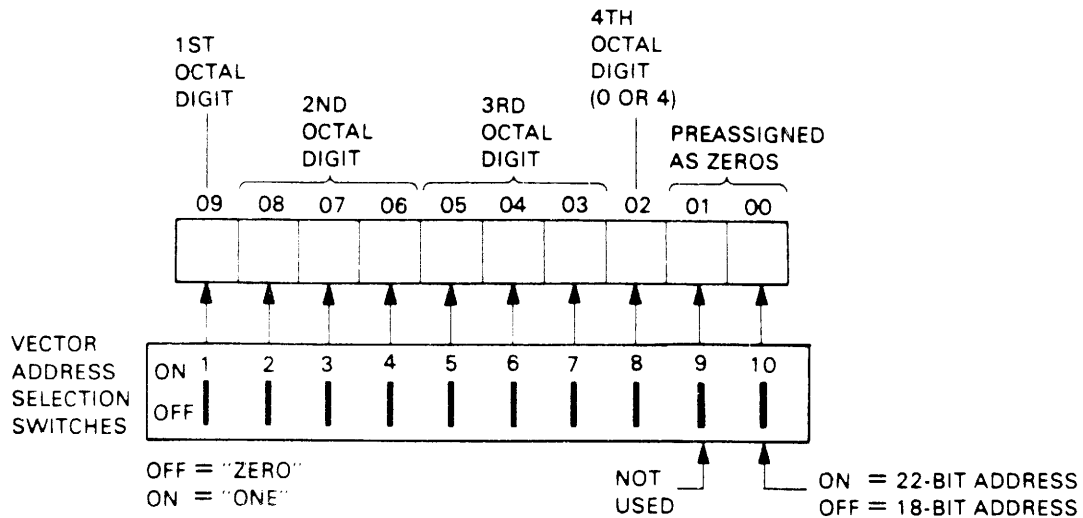 1ST
OCTAL
DIGIT
2ND
OCTAL
DIGIT
3RD
OCTAL
DIGIT
4TH
OCTAL
DIGIT
(0 OR 4)
PREASSIGNED
AS ZEROS
09 08 07 06 05 04 03 02 01 00
VECTOR
ADDRESS
SELECTION
SWITCHES
ON 1 2 3 4 5 6 7 8 9 10
OFF
OFF = "ZERO"
ON = "ONE"
NOT
USED
ON = 22-BIT ADDRESS
OFF = 18-BIT ADDRESS